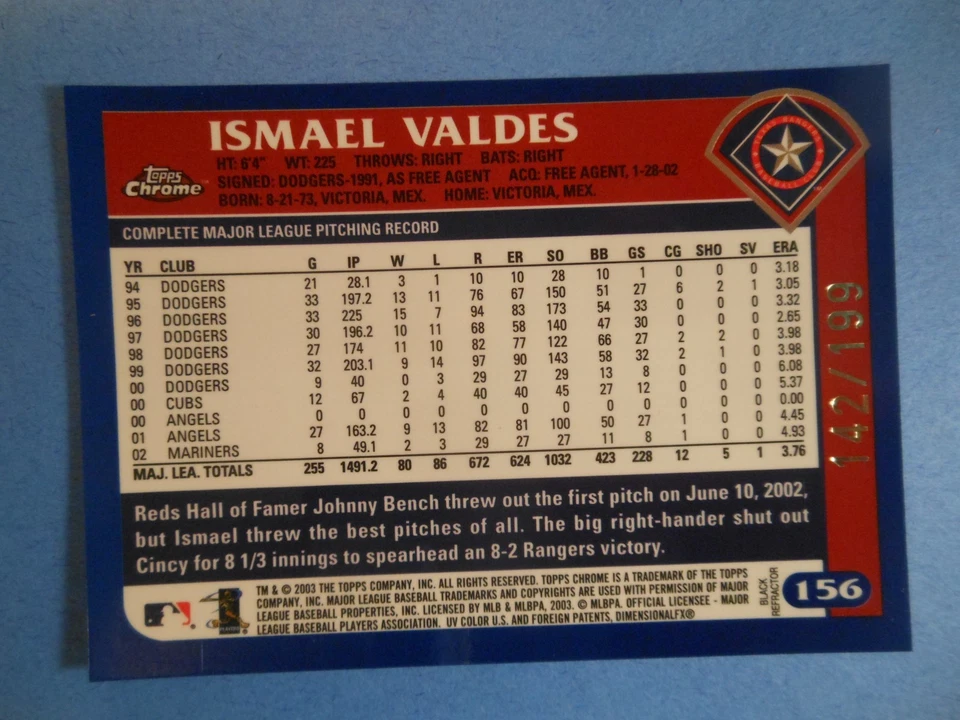 ISMAEL VALDES
HT: 6'4" WT: 225 THROWS: RIGHT BATS: RIGHT
SIGNED: DODGERS-1991, AS FREE AGENT ACQ: FREE AGENT, 1-28-02
BORN: 8-21-73, VICTORIA, MEX. HOME: VICTORIA, MEX.
topps
Chrome™
TEXAS RANGERS
BASEBALL CLUB
TM
COMPLETE MAJOR LEAGUE PITCHING RECORD
YR CLUB G IP W L R ER SO BB GS CG SHO SV ERA
94 DODGERS 21 28.1 3 1 10 10 28 10 1 0 0 0 3.18
95 DODGERS 33 197.2 13 11 76 67 150 51 27 6 2 1 3.05
96 DODGERS 33 225 15 7 94 83 173 54 33 0 0 0 3.32
97 DODGERS 30 196.2 10 11 68 58 140 47 30 0 0 0 2.65
98 DODGERS 27 174 11 10 82 77 122 66 27 2 2 0 3.98
99 DODGERS 32 203.1 9 14 97 90 143 58 32 2 1 0 3.98
00 DODGERS 9 40 0 3 29 27 29 13 8 0 0 0 6.08
00 CUBS 12 67 2 4 40 40 45 27 12 0 0 0 5.37
00 ANGELS 0 0 0 0 0 0 0 0 0 0 0 0 0.00
01 ANGELS 27 163.2 9 13 82 81 100 50 27 1 0 0 4.45
02 MARINERS 8 49.1 2 3 29 27 27 11 8 1 0 0 4.93
MAJ. LEA. TOTALS 255 1491.2 80 86 672 624 1032 423 228 12 5 1 3.76
142/199
Reds Hall of Famer Johnny Bench threw out the first pitch on June 10, 2002,
but Ismael threw the best pitches of all. The big right-hander shut out
Cincy for 8 1/3 innings to spearhead an 8-2 Rangers victory.
TM & © 2003 THE TOPPS COMPANY, INC. ALL RIGHTS RESERVED. TOPPS CHROME IS A TRADEMARK OF THE TOPPS
COMPANY, INC. MAJOR LEAGUE BASEBALL TRADEMARKS AND COPYRIGHTS ARE USED WITH PERMISSION OF MAJOR
LEAGUE BASEBALL PROPERTIES, INC. LICENSED BY MLB & MLBPA, 2003. © MLBPA. OFFICIAL LICENSEE - MAJOR
LEAGUE BASEBALL PLAYERS ASSOCIATION. UV COLOR U.S. AND FOREIGN PATENTS, DIMENSIONALFX®
BLACK
REFRACTOR
156